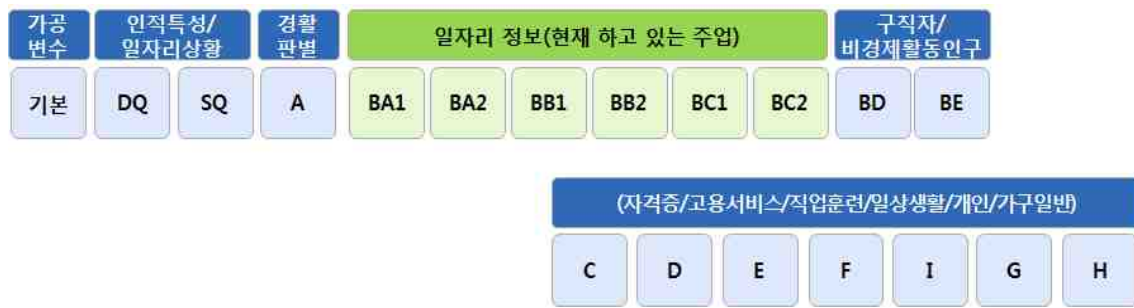 가공
변수
인적특성/
일자리상황
경활
판별
일자리 정보(현재 하고 있는 주업)
구직자/
비경제활동인구
기본 DQ SQ A BA1 BA2 BB1 BB2 BC1 BC2 BD BE
(자격증/고용서비스/직업훈련/일상생활/개인/가구일반)
C D E F I G H